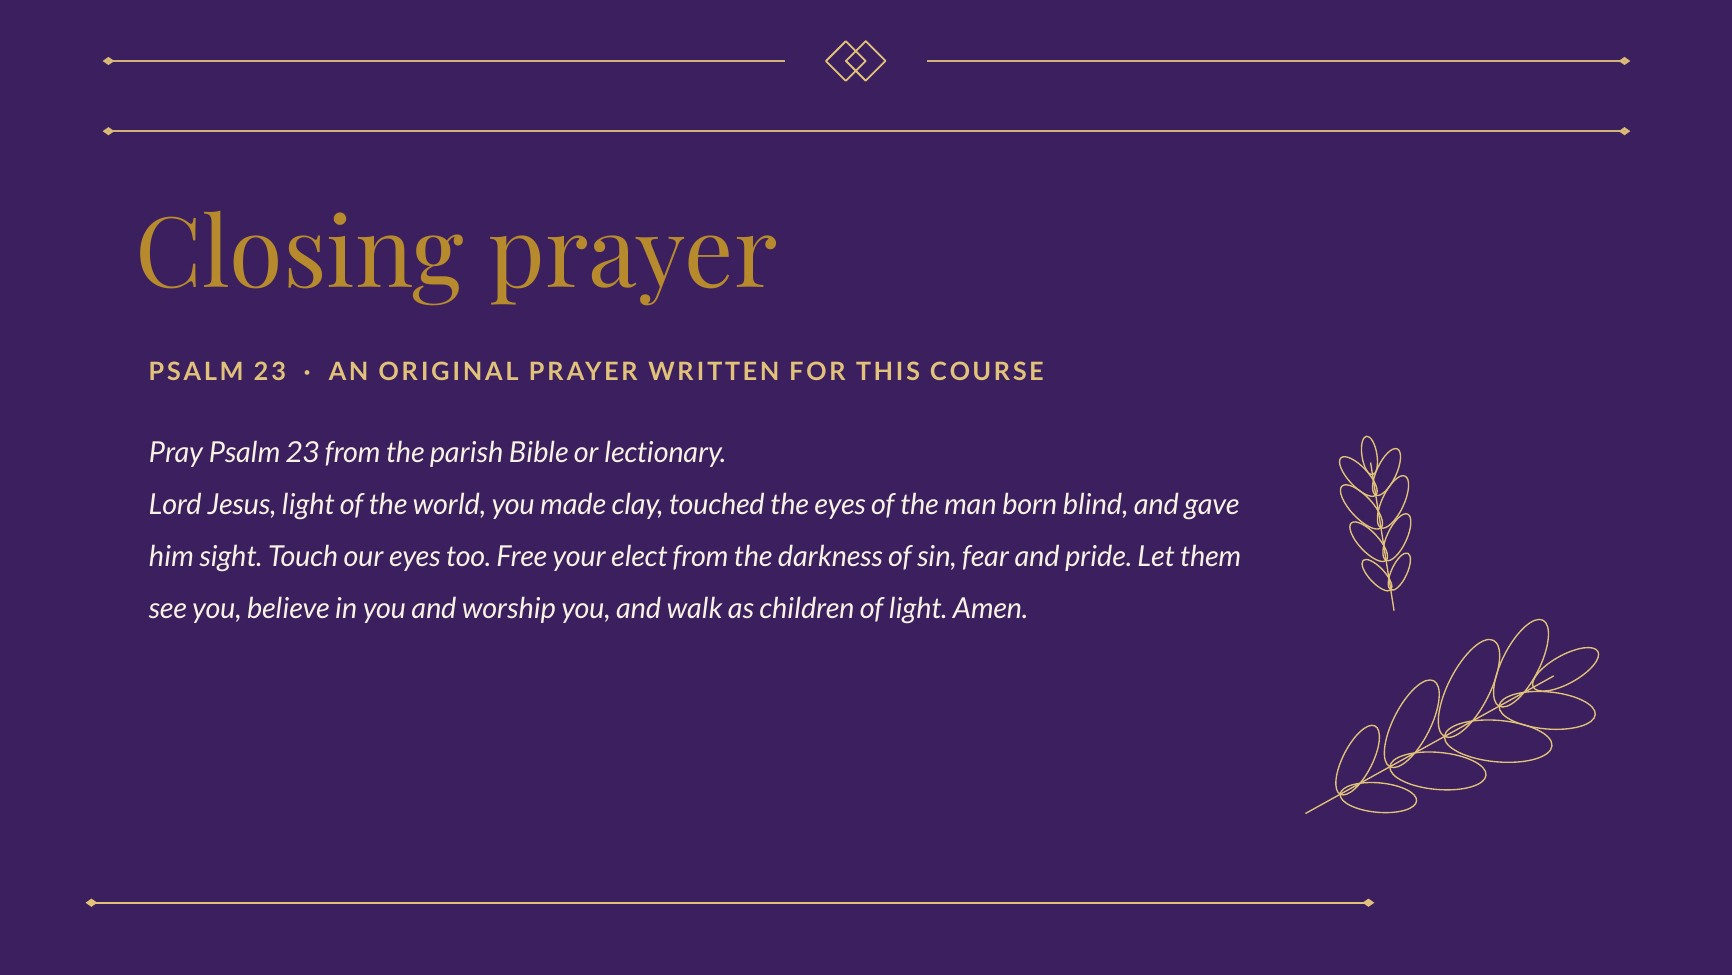 Closing prayer
PSALM 23 · AN ORIGINAL PRAYER WRITTEN FOR THIS COURSE
Pray Psalm 23 from the parish Bible or lectionary.
Lord Jesus, light of the world, you made clay, touched the eyes of the man born blind, and gave
him sight. Touch our eyes too. Free your elect from the darkness of sin, fear and pride. Let them
see you, believe in you and worship you, and walk as children of light. Amen.